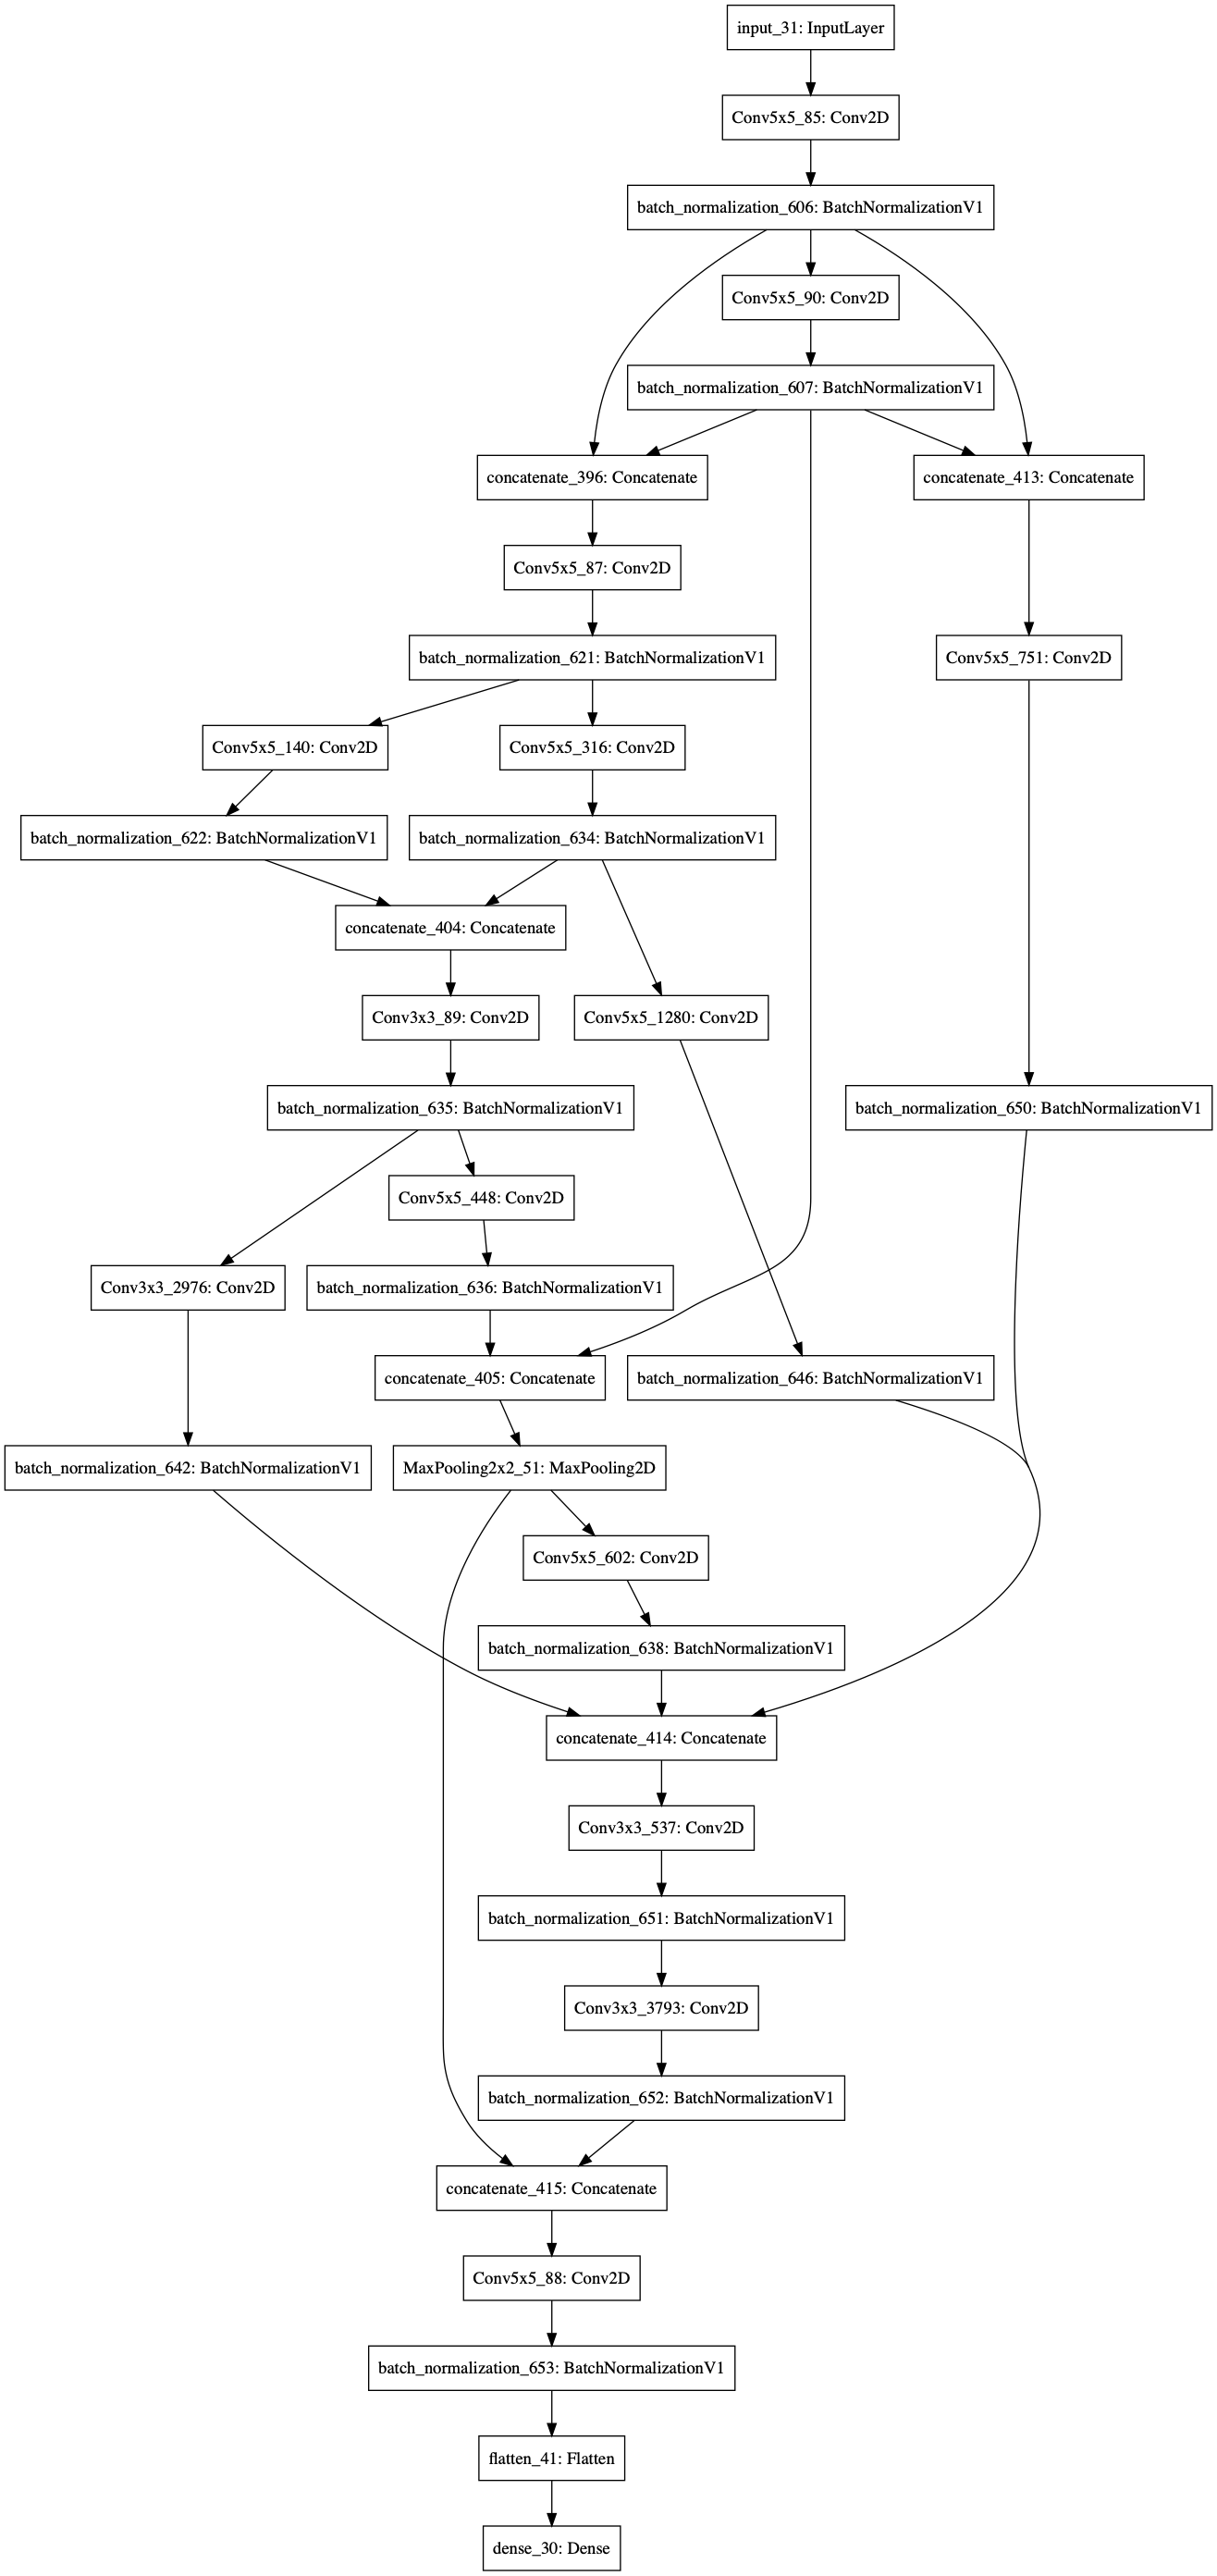 input_31: InputLayer
Conv5x5_85: Conv2D
batch_normalization_606: BatchNormalizationV1
Conv5x5_90: Conv2D
batch_normalization_607: BatchNormalizationV1
concatenate_396: Concatenate
concatenate_413: Concatenate
Conv5x5_87: Conv2D
batch_normalization_621: BatchNormalizationV1
Conv5x5_751: Conv2D
Conv5x5_140: Conv2D
Conv5x5_316: Conv2D
batch_normalization_622: BatchNormalizationV1
batch_normalization_634: BatchNormalizationV1
concatenate_404: Concatenate
Conv3x3_89: Conv2D
Conv5x5_1280: Conv2D
batch_normalization_635: BatchNormalizationV1
batch_normalization_650: BatchNormalizationV1
Conv5x5_448: Conv2D
Conv3x3_2976: Conv2D
batch_normalization_636: BatchNormalizationV1
concatenate_405: Concatenate
batch_normalization_646: BatchNormalizationV1
batch_normalization_642: BatchNormalizationV1
MaxPooling2x2_51: MaxPooling2D
Conv5x5_602: Conv2D
batch_normalization_638: BatchNormalizationV1
concatenate_414: Concatenate
Conv3x3_537: Conv2D
batch_normalization_651: BatchNormalizationV1
Conv3x3_3793: Conv2D
batch_normalization_652: BatchNormalizationV1
concatenate_415: Concatenate
Conv5x5_88: Conv2D
batch_normalization_653: BatchNormalizationV1
flatten_41: Flatten
dense_30: Dense